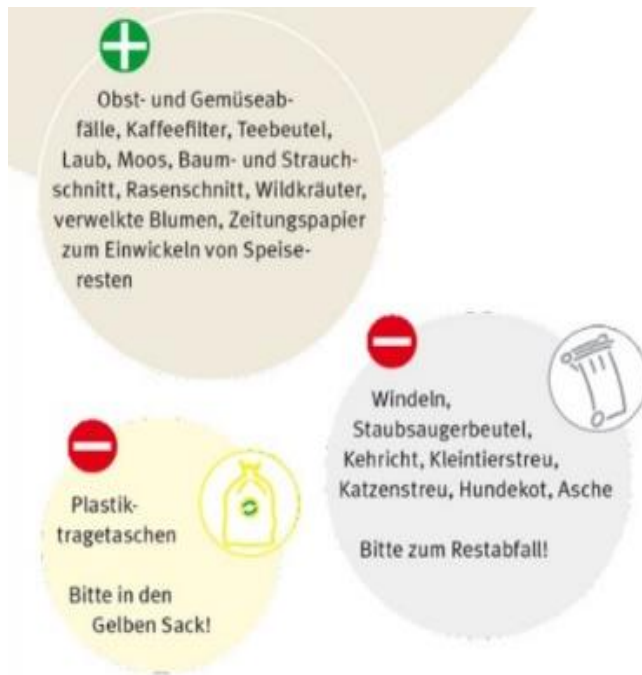 Obst- und Gemüseab-
fälle, Kaffeefilter, Teebeutel,
Laub, Moos, Baum- und Strauch-
schnitt, Rasenschnitt, Wildkräuter,
verwelkte Blumen, Zeitungspapier
zum Einwickeln von Speise-
resten
Windeln,
Staubsaugerbeutel,
Kehricht, Kleintierstreu,
Katzenstreu, Hundekot, Asche
Bitte zum Restabfall!
Plastik-
tragetaschen
Bitte in den
Gelben Sack!